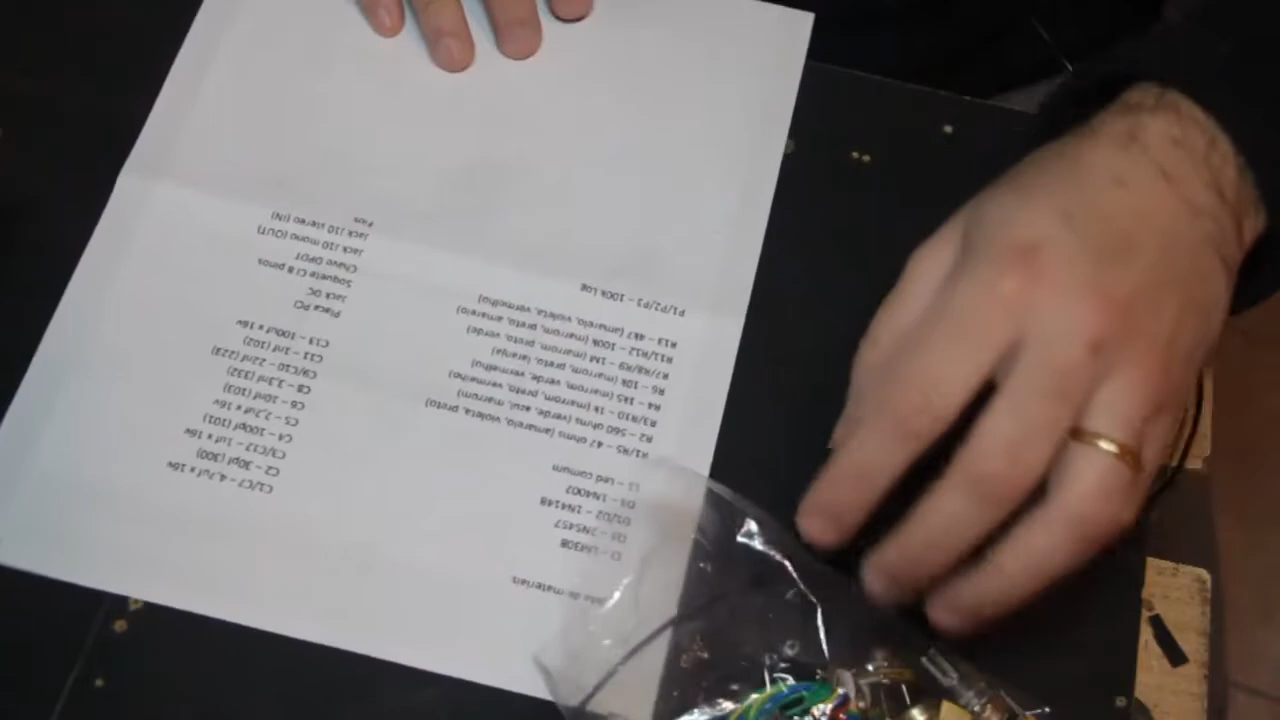 de materiais
LM308
2N5457
D1/D2 – 1N4148
D3 – 1N4002
L1 – Led comum
R1/R5 – 47 ohms (amarelo, violeta, preto)
R2 – 560 ohms (verde, azul, marrom)
R3/R10 – 1k (marrom, preto, vermelho)
R4 – 1k5 (marrom, verde, vermelho)
R6 – 10k (marrom, preto, laranja)
R7/R8/R9 – 1M (marrom, preto, verde)
R11/R12 – 100k (marrom, preto, amarelo)
R13 – 4k7 (amarelo, violeta, vermelho)
P1/P2/P3 – 100k Log
C1/C7 – 4,7uf x 16v
C2 – 30pf (300)
C3/C12 – 1uf x 16v
C4 – 100pf (101)
C5 – 2,2uf x 16v
C6 – 10nf (103)
C8 – 3,3nf (332)
C9/C10 – 22nf (223)
C11 – 1nf (102)
C13 – 100uf x 16v
Placa PCI
Jack DC
Soquete CI 8 pinos
Chave DPDT
Jack J10 mono (OUT)
Jack J10 stereo (IN)